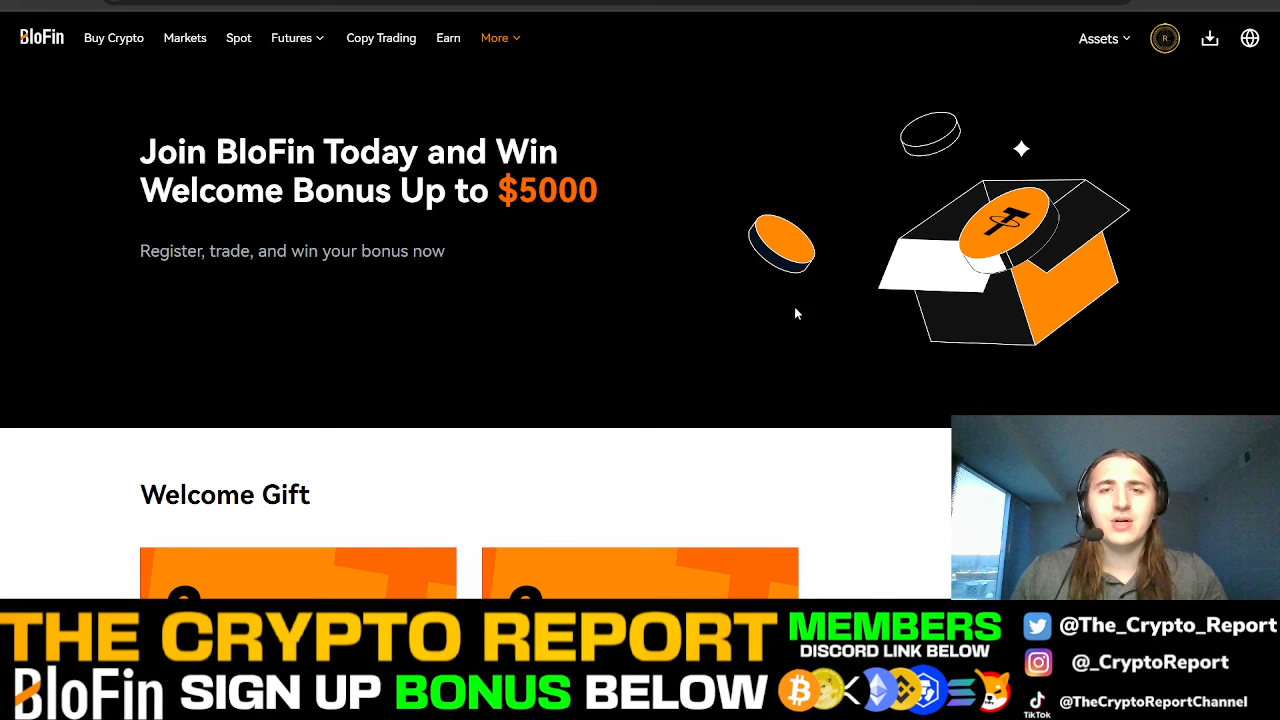 BloFin Buy Crypto Markets Spot Futures Copy Trading Earn More Assets R
Join BloFin Today and Win
Welcome Bonus Up to $5000
Register, trade, and win your bonus now
Welcome Gift
THE CRYPTO REPORT
BloFin SIGN UP BONUS BELOW
MEMBERS
DISCORD LINK BELOW
@The_Crypto_Report
@_CryptoReport
TikTok @TheCryptoReportChannel